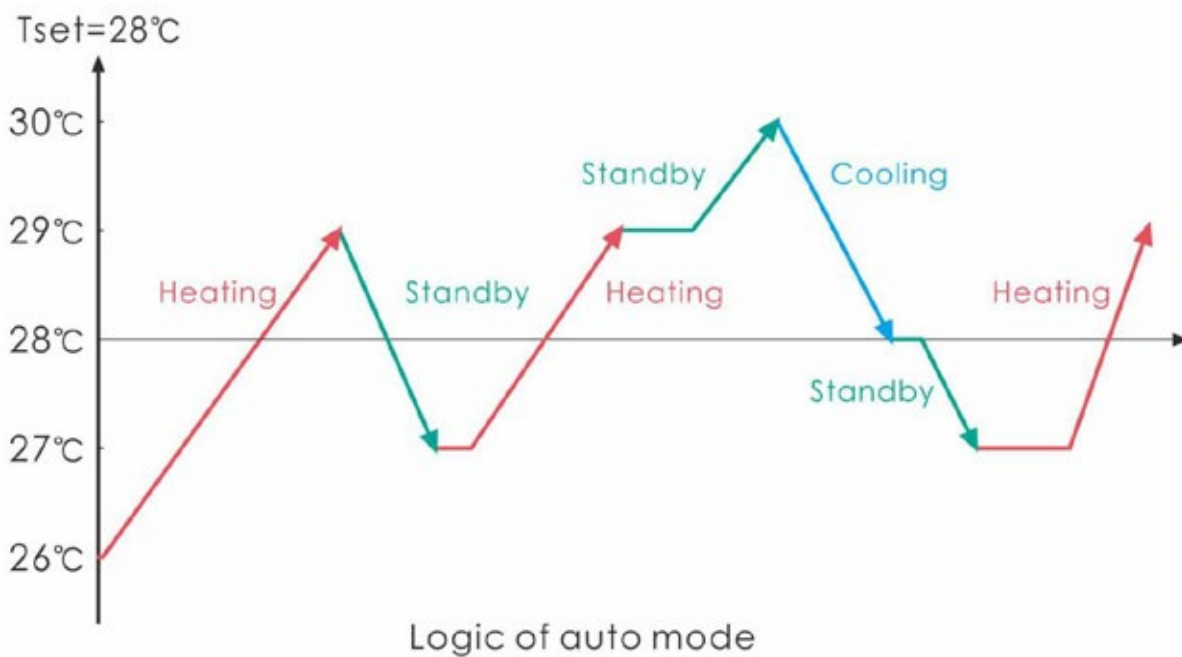 Tset=28℃
30℃
Standby
Cooling
29℃
Heating
Standby
Heating
Heating
28℃
Standby
27℃
26℃
Logic of auto mode